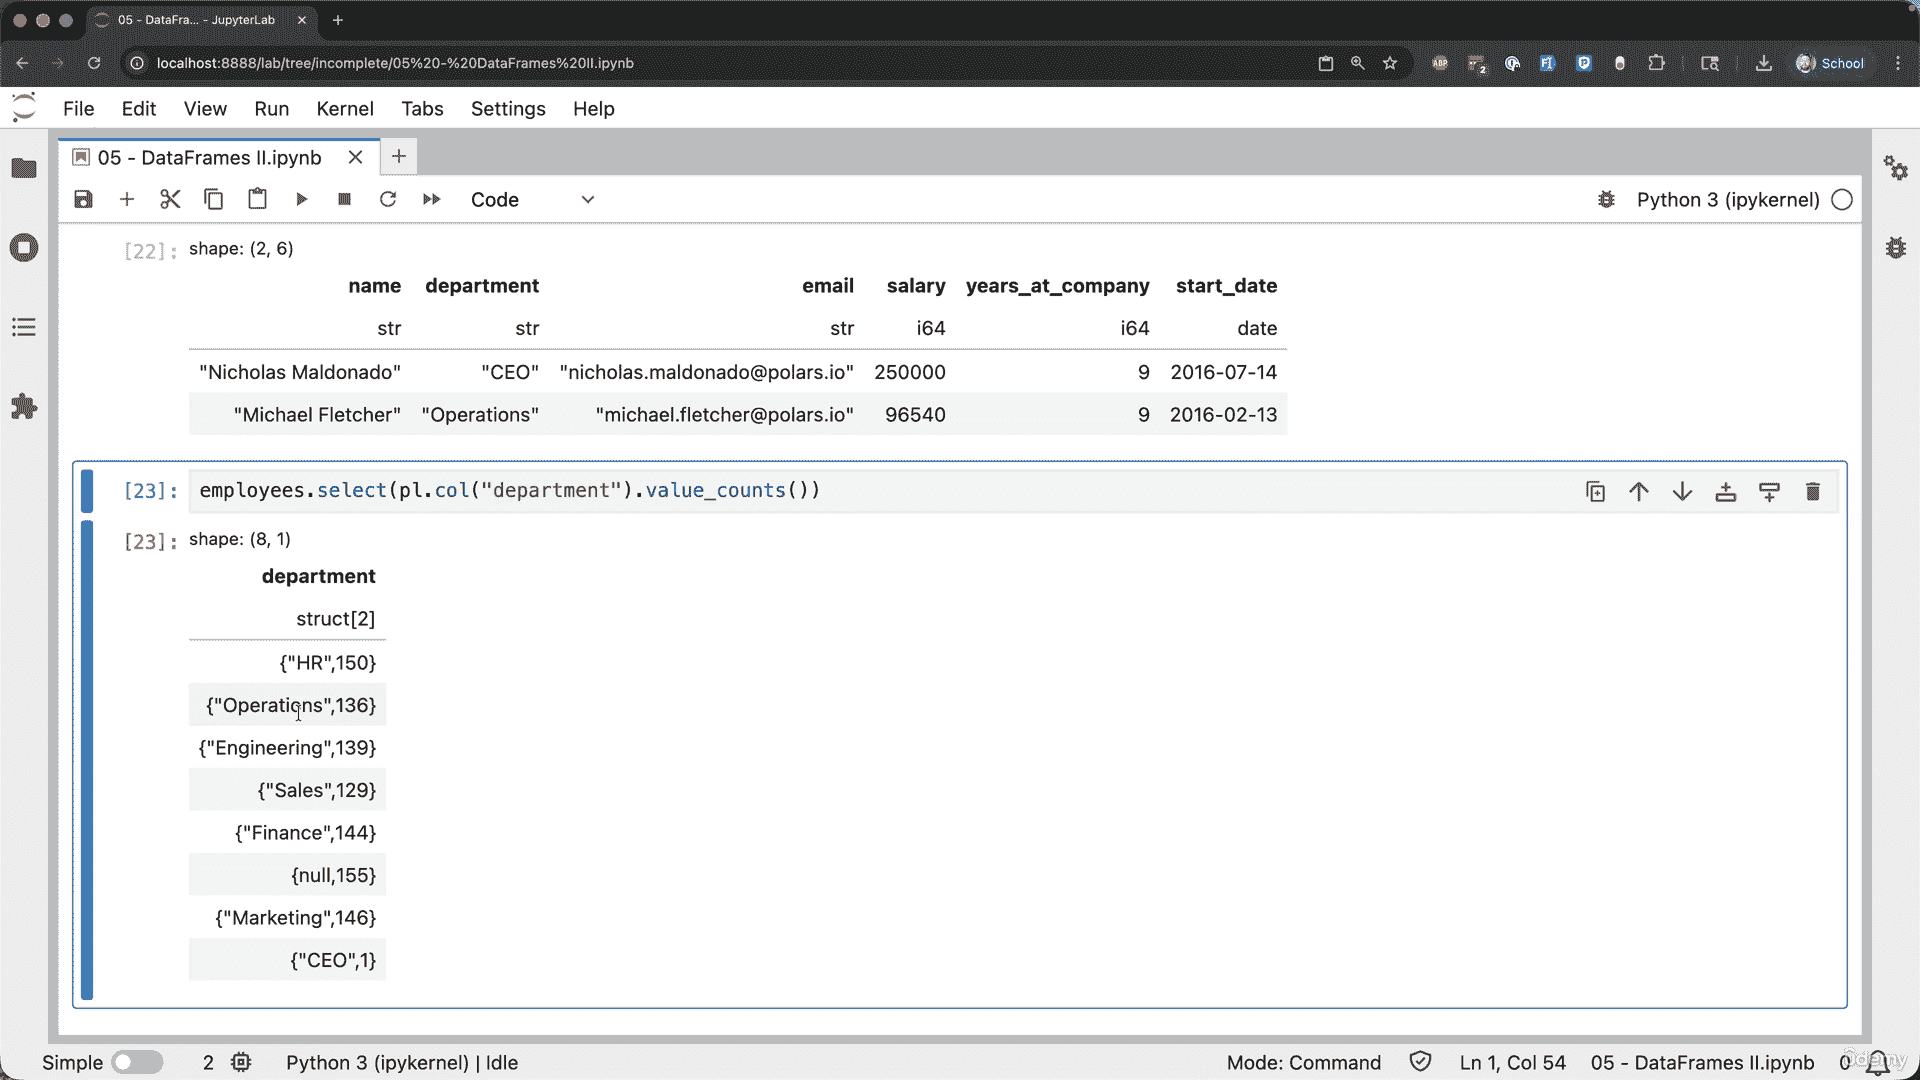 05 - DataFra... - JupyterLab
localhost:8888/lab/tree/incomplete/05%20-%20DataFrames%20II.ipynb
ABP
2
School
File Edit View Run Kernel Tabs Settings Help
05 - DataFrames II.ipynb
Code
Python 3 (ipykernel)
[22]: shape: (2, 6)
name department email salary years_at_company start_date
str str str i64 i64 date
"Nicholas Maldonado" "CEO" "nicholas.maldonado@polars.io" 250000 9 2016-07-14
"Michael Fletcher" "Operations" "michael.fletcher@polars.io" 96540 9 2016-02-13
[23]: employees.select(pl.col("department").value_counts())
[23]: shape: (8, 1)
department
struct[2]
{"HR",150}
{"Operations",136}
{"Engineering",139}
{"Sales",129}
{"Finance",144}
{null,155}
{"Marketing",146}
{"CEO",1}
Simple 2 Python 3 (ipykernel) | Idle Mode: Command Ln 1, Col 54 05 - DataFrames II.ipynb 0